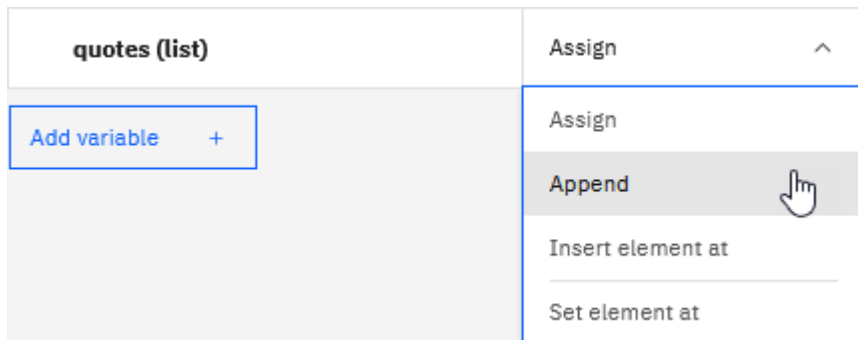 quotes (list)
Assign
Add variable +
Assign
Append
Insert element at
Set element at